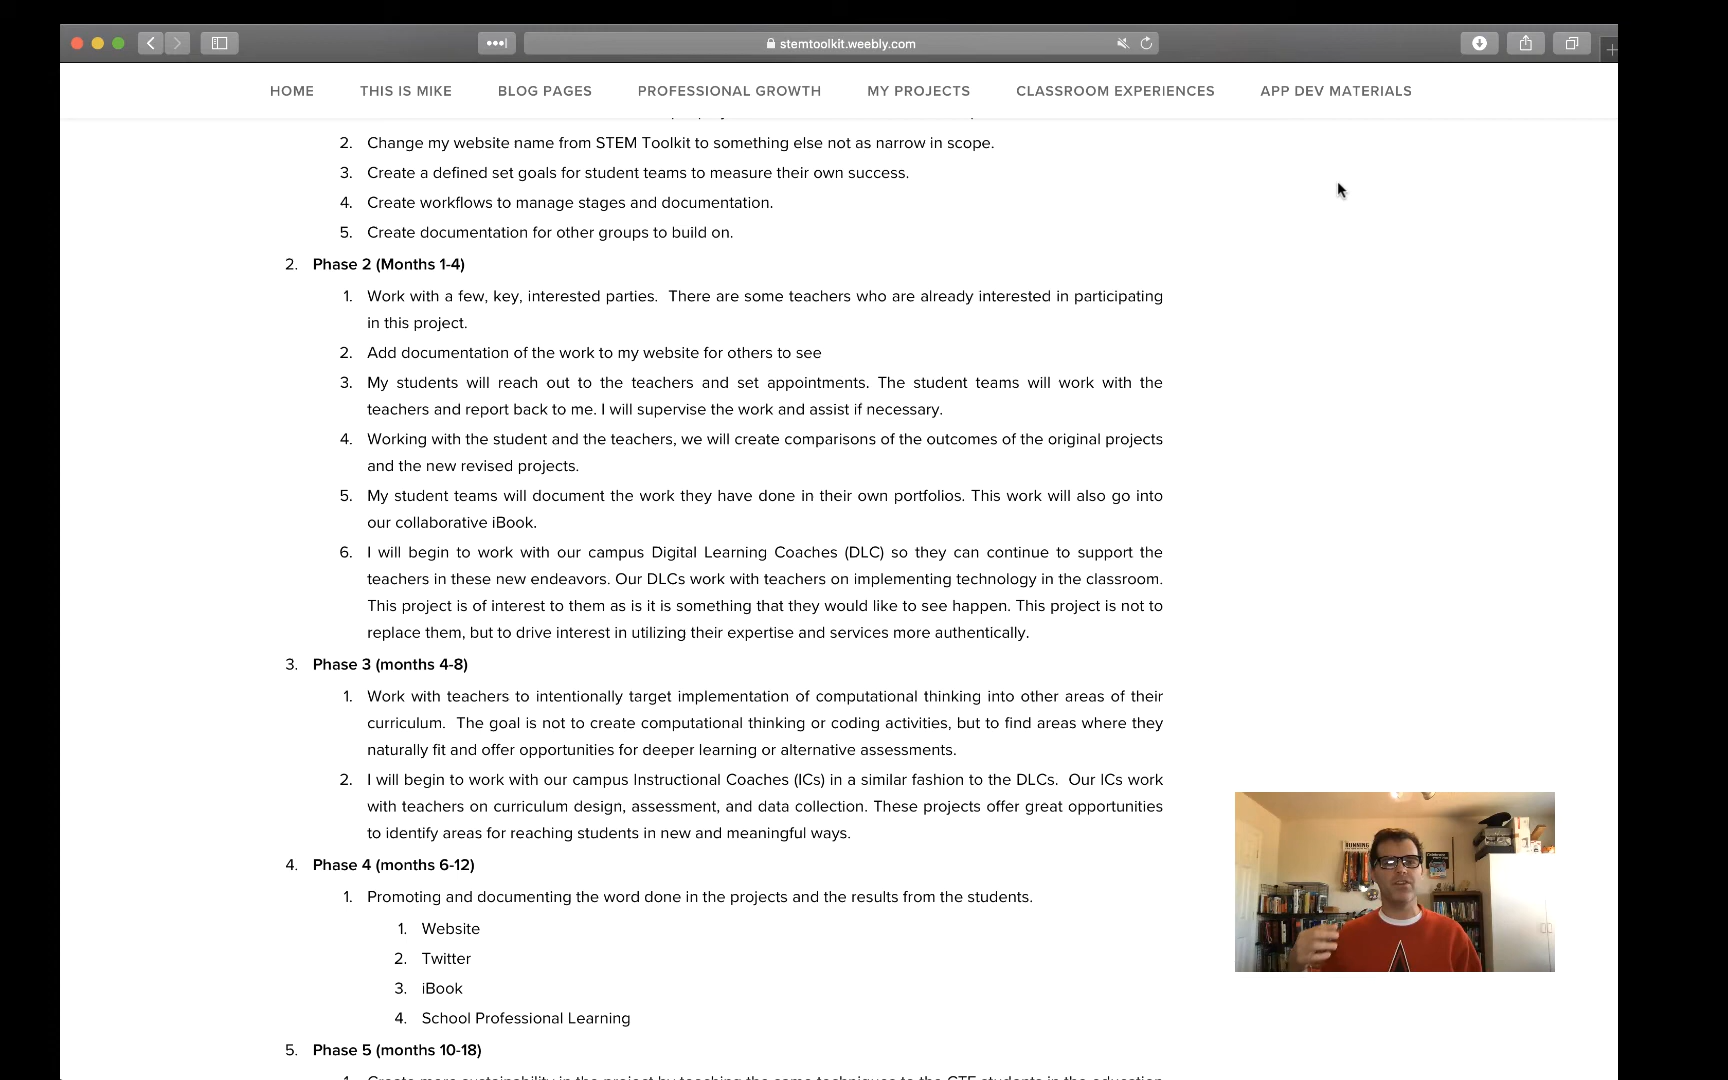 stemtoolkit.weebly.com
HOME THIS IS MIKE BLOG PAGES PROFESSIONAL GROWTH MY PROJECTS CLASSROOM EXPERIENCES APP DEV MATERIALS
2. Change my website name from STEM Toolkit to something else not as narrow in scope.
3. Create a defined set goals for student teams to measure their own success.
4. Create workflows to manage stages and documentation.
5. Create documentation for other groups to build on.
2. Phase 2 (Months 1-4)
1. Work with a few, key, interested parties. There are some teachers who are already interested in participating
in this project.
2. Add documentation of the work to my website for others to see
3. My students will reach out to the teachers and set appointments. The student teams will work with the
teachers and report back to me. I will supervise the work and assist if necessary.
4. Working with the student and the teachers, we will create comparisons of the outcomes of the original projects
and the new revised projects.
5. My student teams will document the work they have done in their own portfolios. This work will also go into
our collaborative iBook.
6. I will begin to work with our campus Digital Learning Coaches (DLC) so they can continue to support the
teachers in these new endeavors. Our DLCs work with teachers on implementing technology in the classroom.
This project is of interest to them as is it is something that they would like to see happen. This project is not to
replace them, but to drive interest in utilizing their expertise and services more authentically.
3. Phase 3 (months 4-8)
1. Work with teachers to intentionally target implementation of computational thinking into other areas of their
curriculum. The goal is not to create computational thinking or coding activities, but to find areas where they
naturally fit and offer opportunities for deeper learning or alternative assessments.
2. I will begin to work with our campus Instructional Coaches (ICs) in a similar fashion to the DLCs. Our ICs work
with teachers on curriculum design, assessment, and data collection. These projects offer great opportunities
to identify areas for reaching students in new and meaningful ways.
4. Phase 4 (months 6-12)
1. Promoting and documenting the word done in the projects and the results from the students.
1. Website
2. Twitter
3. iBook
4. School Professional Learning
5. Phase 5 (months 10-18)